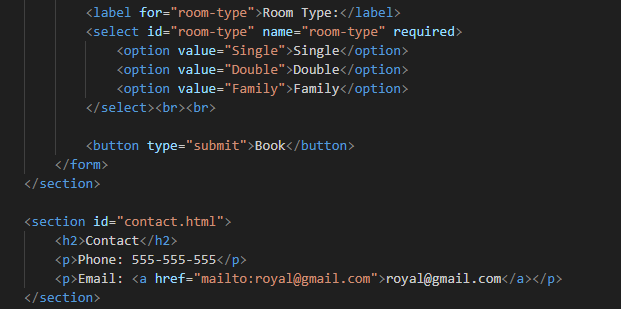 <label for="room-type">Room Type:</label>
<select id="room-type" name="room-type" required>
<option value="Single">Single</option>
<option value="Double">Double</option>
<option value="Family">Family</option>
</select><br><br>
<button type="submit">Book</button>
</form>
</section>
<section id="contact.html">
<h2>Contact</h2>
<p>Phone: 555-555-555</p>
<p>Email: <a href="mailto:royal@gmail.com">royal@gmail.com</a></p>
</section>